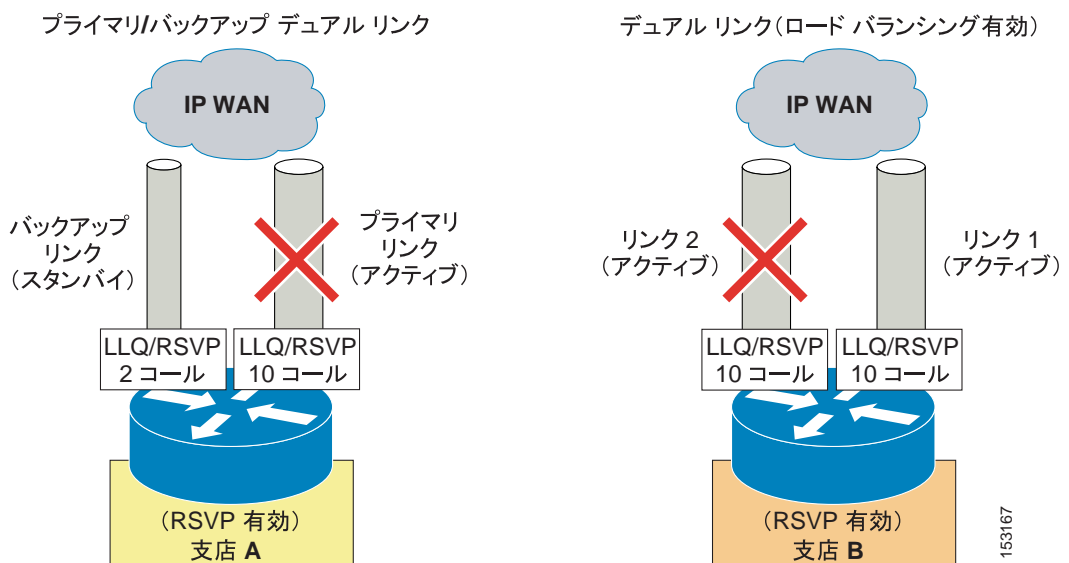 プライマリ/バックアップ デュアル リンク
IP WAN
バックアップ
リンク
（スタンバイ）
プライマリ
リンク
（アクティブ）
LLQ/RSVP
2 コール
LLQ/RSVP
10 コール
（RSVP 有効）
支店 A
デュアル リンク（ロード バランシング有効）
IP WAN
リンク 2
（アクティブ）
リンク 1
（アクティブ）
LLQ/RSVP
10 コール
LLQ/RSVP
10 コール
（RSVP 有効）
支店 B
153167